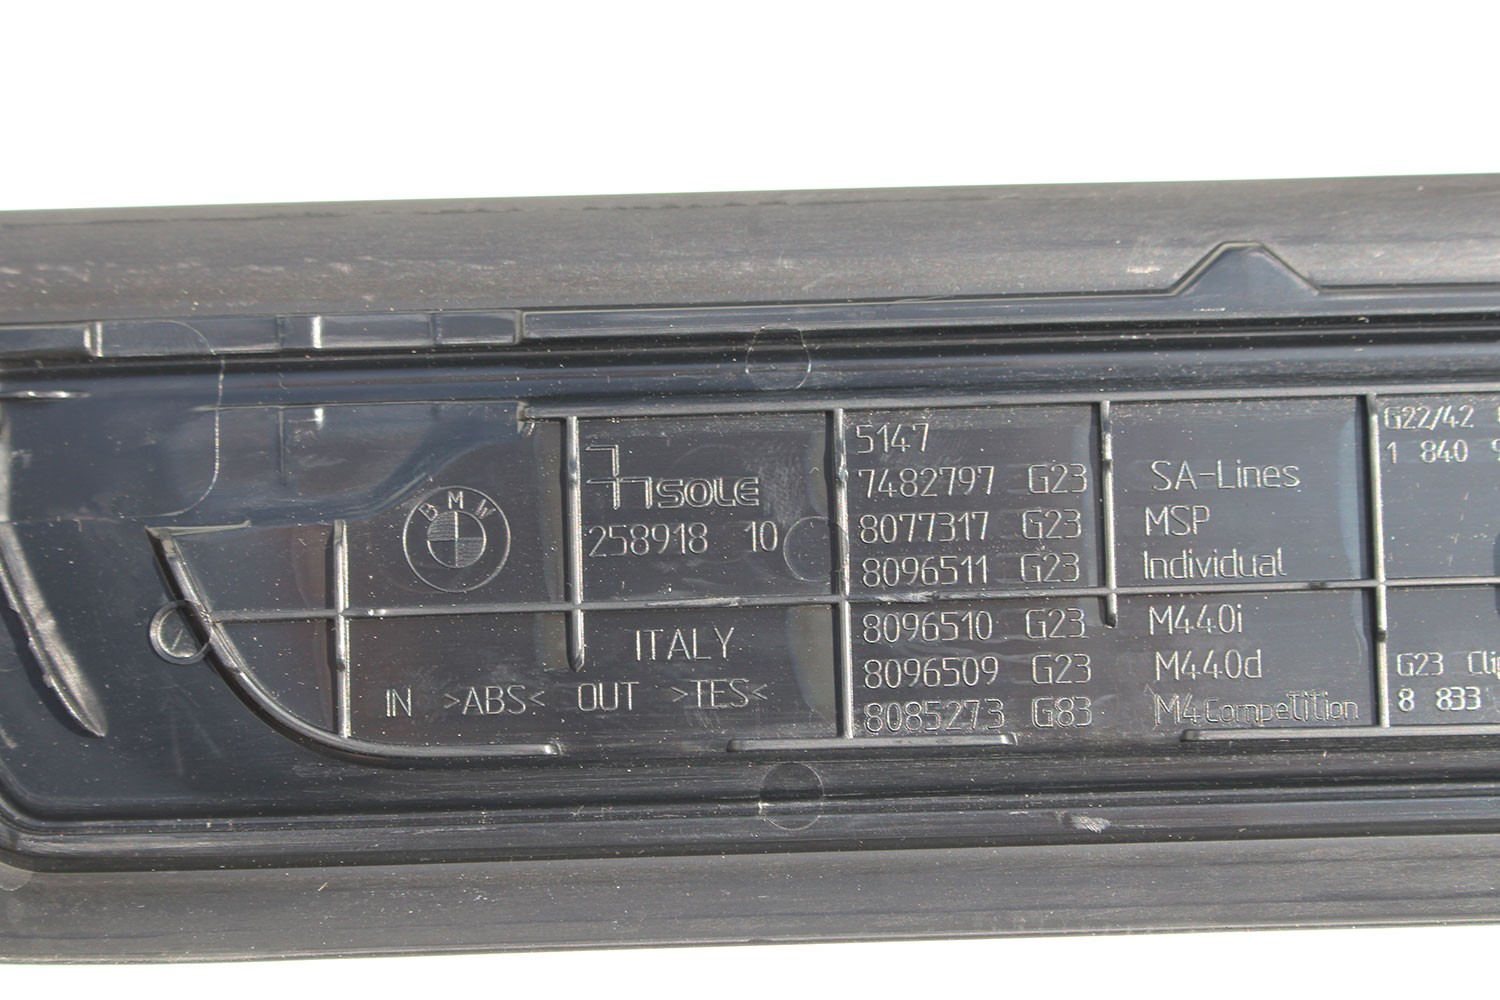 BMW
SOLE
258918 10
ITALY
IN >ABS< OUT >TES<
5147
7482797 G23 SA-Lines
8077317 G23 MSP
8096511 G23 Individual
8096510 G23 M440i
8096509 G23 M440d
8085273 G83 M4 Competition
G22/42
1 840
G23
8 833